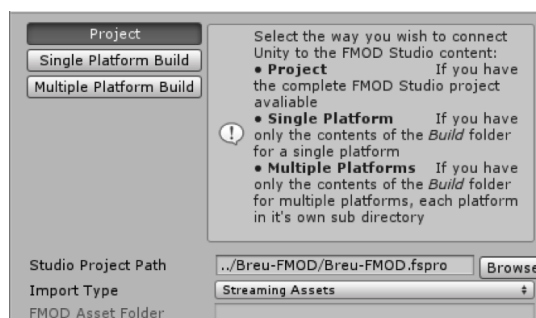 Project
Single Platform Build
Multiple Platform Build
Select the way you wish to connect
Unity to the FMOD Studio content:
● Project If you have
the complete FMOD Studio project
avaliable
● Single Platform If you have
only the contents of the Build folder
for a single platform
● Multiple Platforms If you have
only the contents of the Build folder
for multiple platforms, each platform
in it's own sub directory
Studio Project Path ../Breu-FMOD/Breu-FMOD.fspro Browse
Import Type Streaming Assets
FMOD Asset Folder